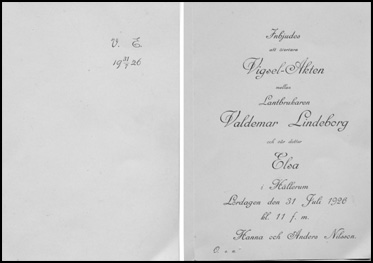 V. E.
19 31/7 26
Inbjudes
att övervara
Vigsel-Akten
mellan
Lantbrukaren
Valdemar Lindeborg
och vår dotter
Elsa
i Hällorum
Lördagen den 31 Juli 1926
kl. 11 f. m.
Hanna och Anders Nilsson.
O. s. a.